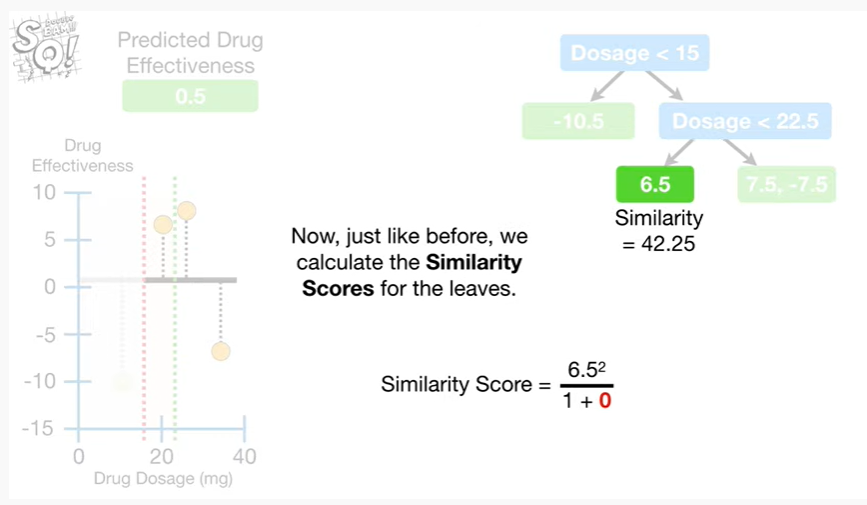 SQ!
BAM!!
Predicted Drug
Effectiveness
0.5
Dosage < 15
-10.5
Dosage < 22.5
6.5
7.5, -7.5
Similarity
= 42.25
Drug
Effectiveness
10
5
0
-5
-10
-15
0
20
40
Drug Dosage (mg)
Now, just like before, we
calculate the Similarity
Scores for the leaves.
Similarity Score = 6.5²
1 + 0